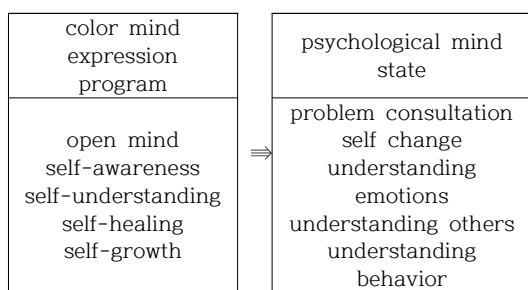 color mind
expression
program
open mind
self-awareness
self-understanding
self-healing
self-growth
⇛
psychological mind
state
problem consultation
self change
understanding
emotions
understanding others
understanding
behavior